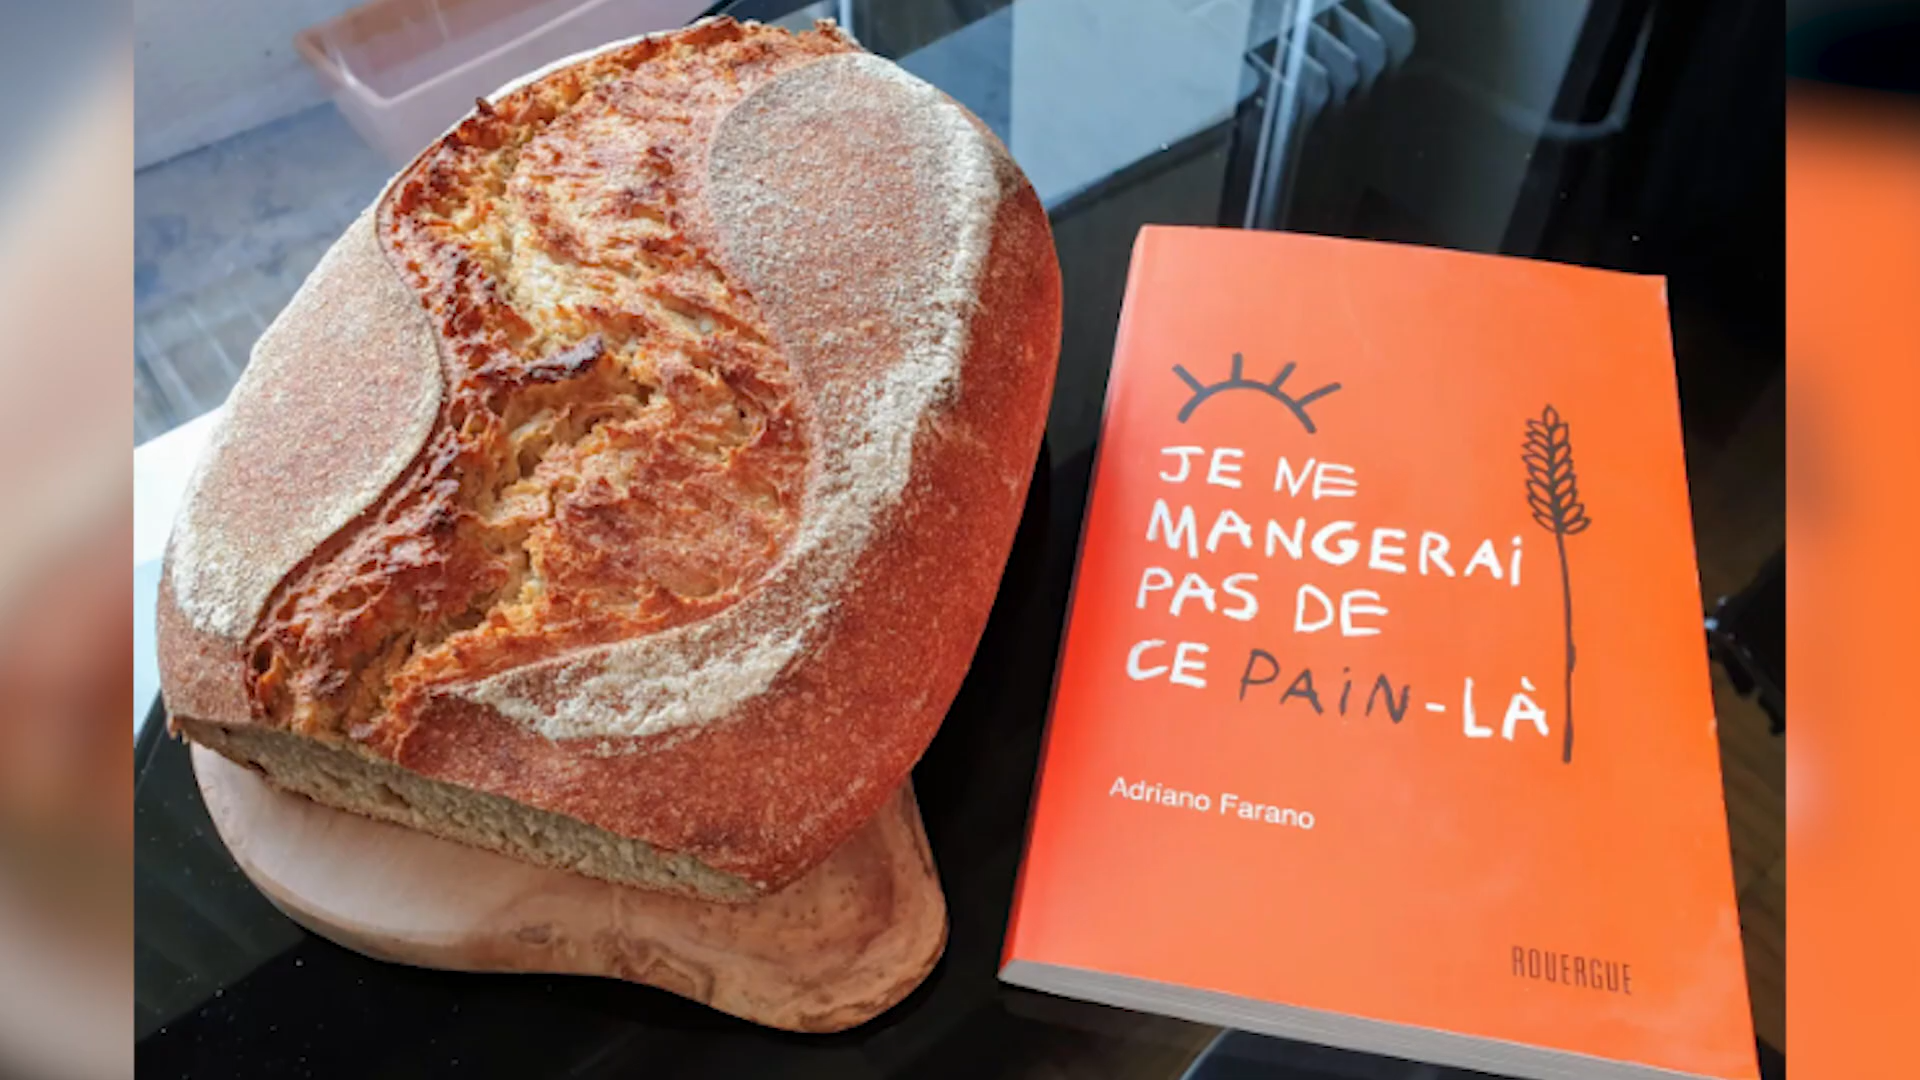 JE NE
MANGERAi
PAS DE
CE PAiN-LÀ
Adriano Farano
ROUERGUE